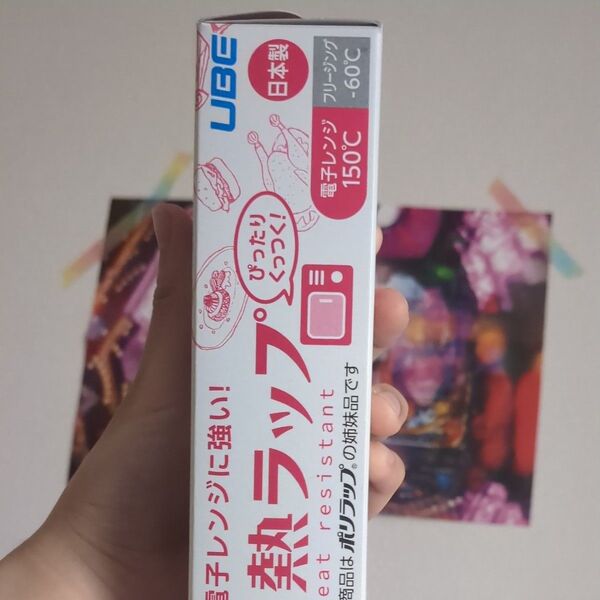 UBE
日本製
フリージング
-60℃
電子レンジ
150℃
ぴったり
くっつく!
電子レンジに強い!
熱ラップ
eat resistant
商品はポリラップ®の姉妹品です